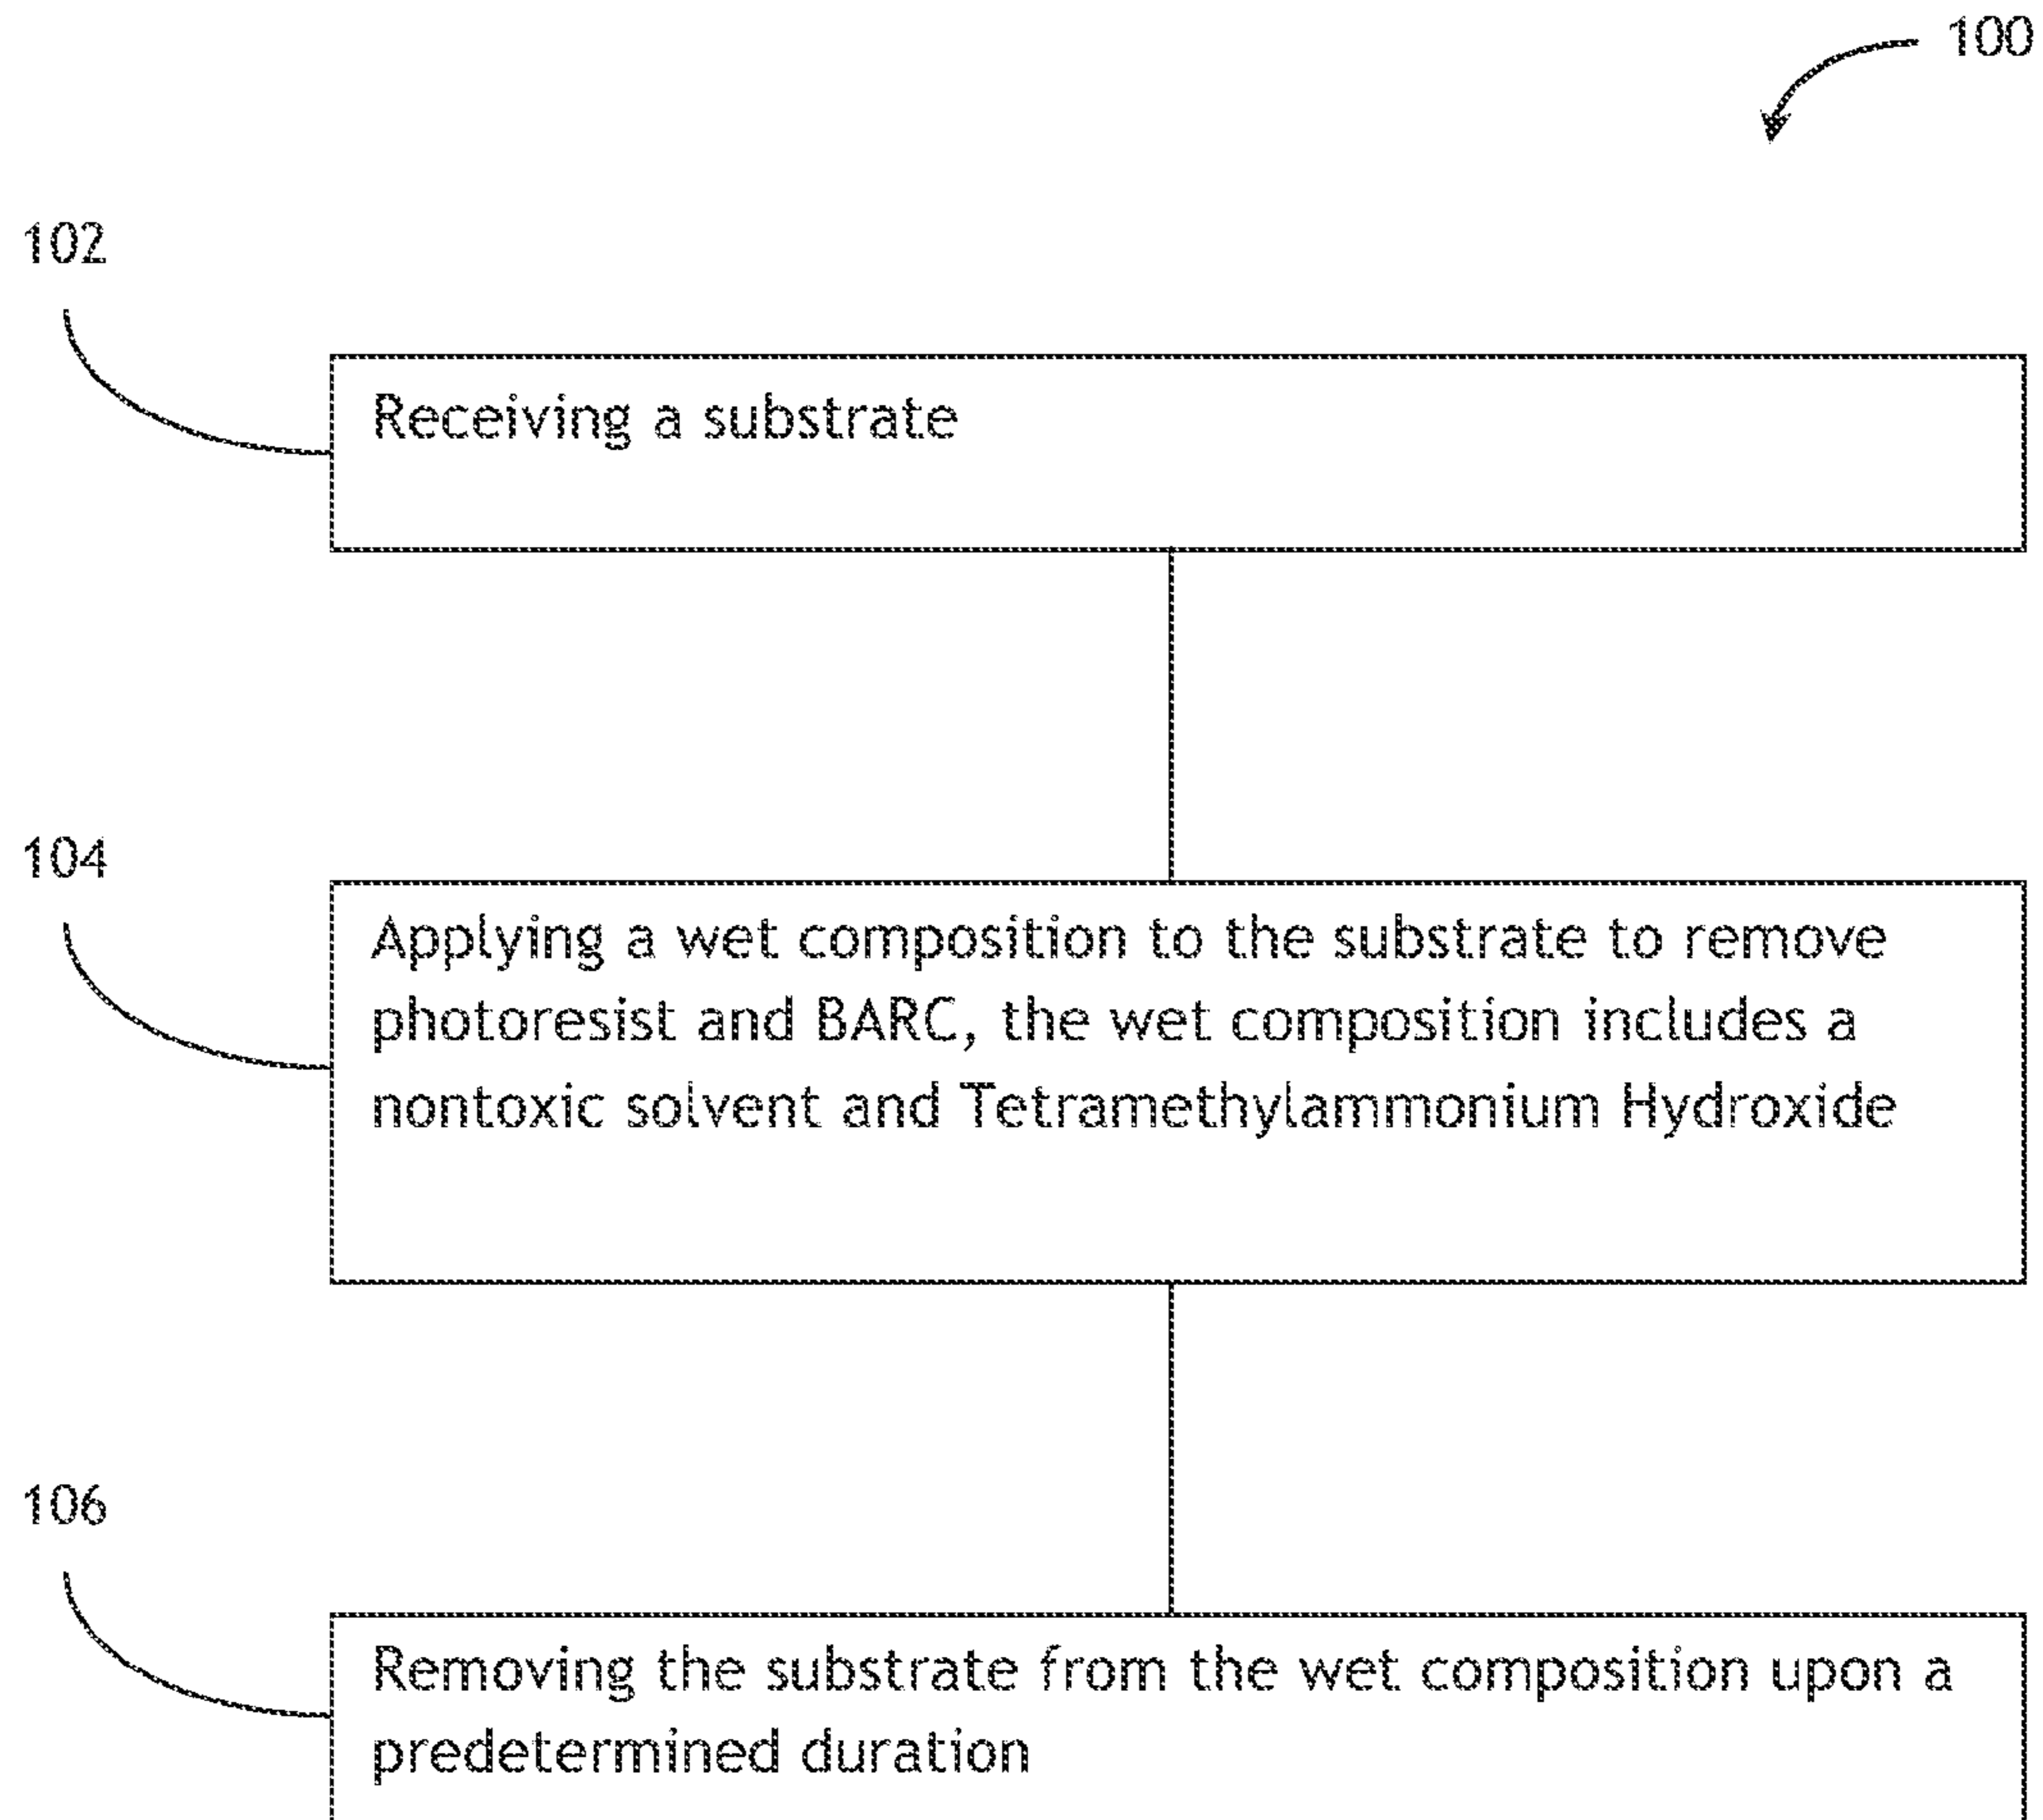 100
102
Receiving a substrate
104
Applying a wet composition to the substrate to remove
photoresist and BARC, the wet composition includes a
nontoxic solvent and Tetramethylammonium Hydroxide
106
Removing the substrate from the wet composition upon a
predetermined duration